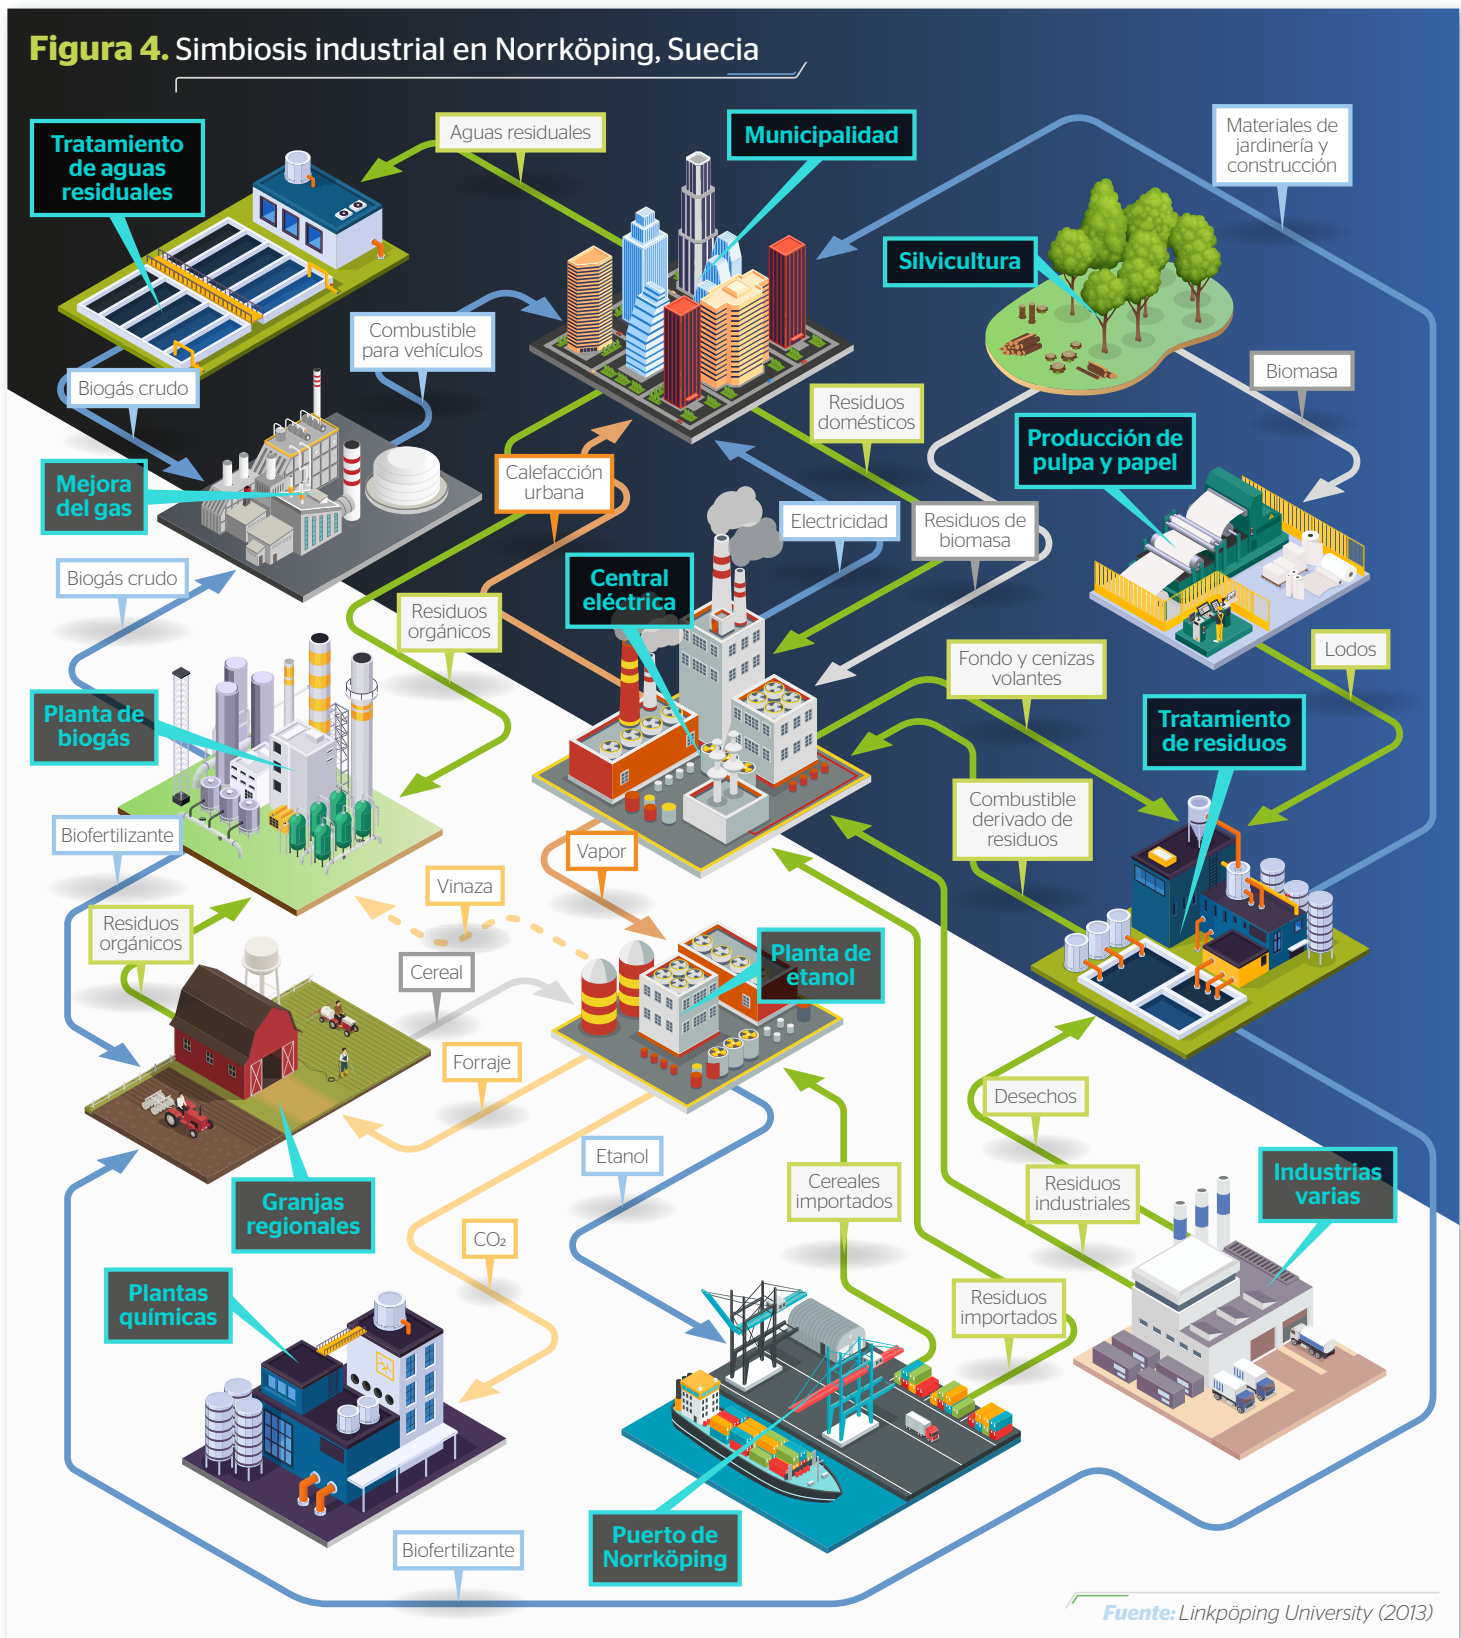 Figura 4. Simbiosis industrial en Norrköping, Suecia
Tratamiento
de aguas
residuales
Aguas residuales
Municipalidad
Materiales de
jardinería y
construcción
Silvicultura
Combustible
para vehículos
Biogás crudo
Biomasa
Residuos
domésticos
Producción de
pulpa y papel
Mejora
del gas
Calefacción
urbana
Electricidad
Residuos de
biomasa
Biogás crudo
Central
eléctrica
Residuos
orgánicos
Fondo y cenizas
volantes
Lodos
Planta de
biogás
Tratamiento
de residuos
Biofertilizante
Combustible
derivado de
residuos
Vapor
Vinaza
Residuos
orgánicos
Cereal
Planta de
etanol
Forraje
Desechos
Etanol
Cereales
importados
Residuos
industriales
Industrias
varias
Granjas
regionales
CO₂
Plantas
químicas
Residuos
importados
Puerto de
Norrköping
Biofertilizante
Fuente: Linkpöping University (2013)